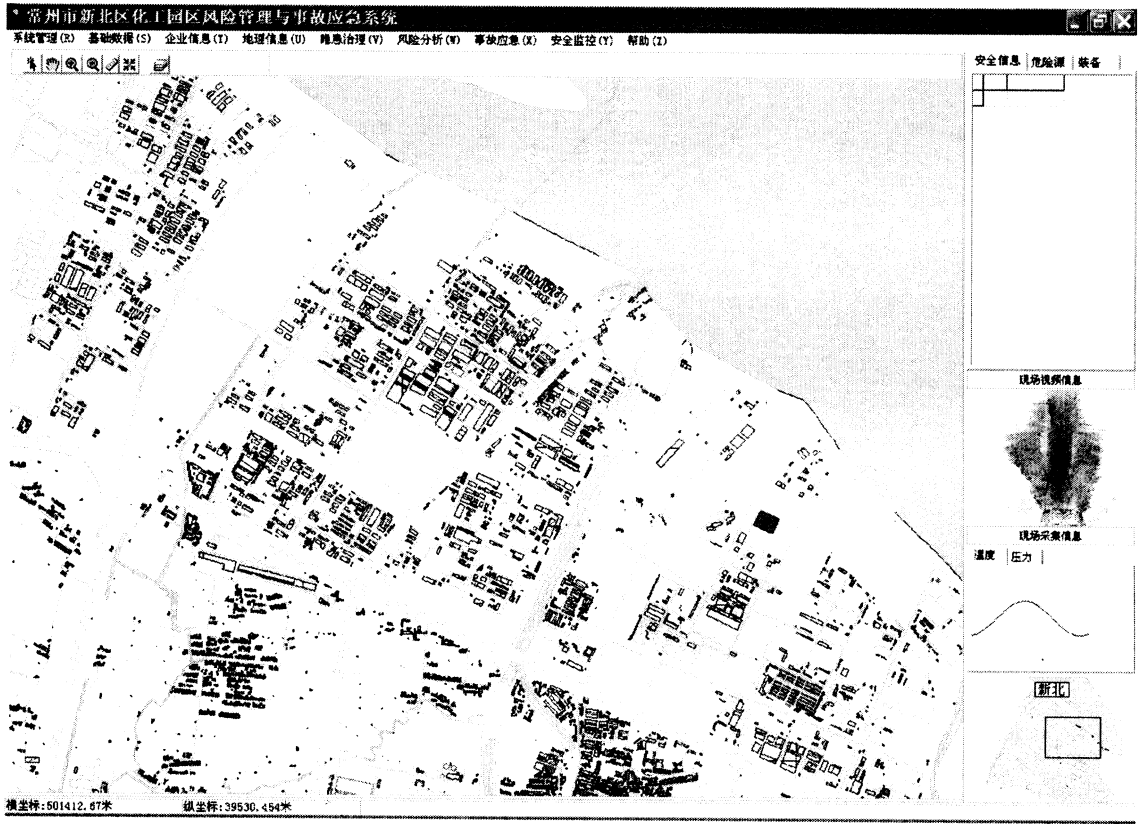 常州市新北区化工园区风险管理与事故应急系统
系统管理(R) 基础数据(S) 企业信息(T) 地理信息(U) 隐患治理(V) 风险分析(W) 事故应急(X) 安全监控(Y) 帮助(Z)
安全信息 危险源 装备
现场视频信息
现场采集信息
温度 压力
新北
横坐标:501412.67米 纵坐标:39530.454米